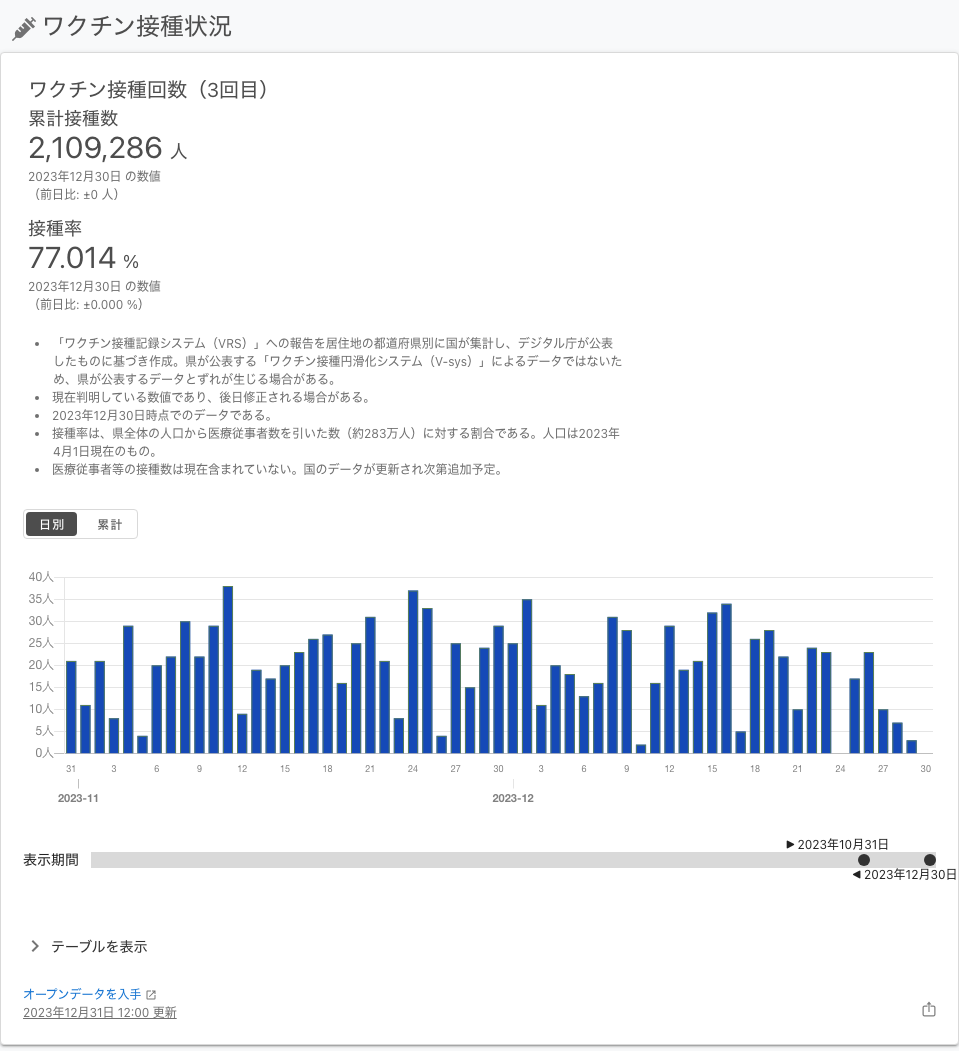 ワクチン接種状況
ワクチン接種回数（3回目）
累計接種数
2,109,286 人
2023年12月30日 の数値
（前日比: ±0 人）
接種率
77.014 %
2023年12月30日 の数値
（前日比: ±0.000 %）
• 「ワクチン接種記録システム（VRS）」への報告を居住地の都道府県別に国が集計し、デジタル庁が公表
したものに基づき作成。県が公表する「ワクチン接種円滑化システム（V-sys）」によるデータではないた
め、県が公表するデータとずれが生じる場合がある。
• 現在判明している数値であり、後日修正される場合がある。
• 2023年12月30日時点でのデータである。
• 接種率は、県全体の人口から医療従事者数を引いた数（約283万人）に対する割合である。人口は2023年
4月1日現在のもの。
• 医療従事者等の接種数は現在含まれていない。国のデータが更新され次第追加予定。
日別 累計
40人
35人
30人
25人
20人
15人
10人
5人
0人
31 3 6 9 12 15 18 21 24 27 30 3 6 9 12 15 18 21 24 27 30
2023-11 2023-12
2023年10月31日
表示期間
2023年12月30日
テーブルを表示
オープンデータを入手
2023年12月31日 12:00 更新